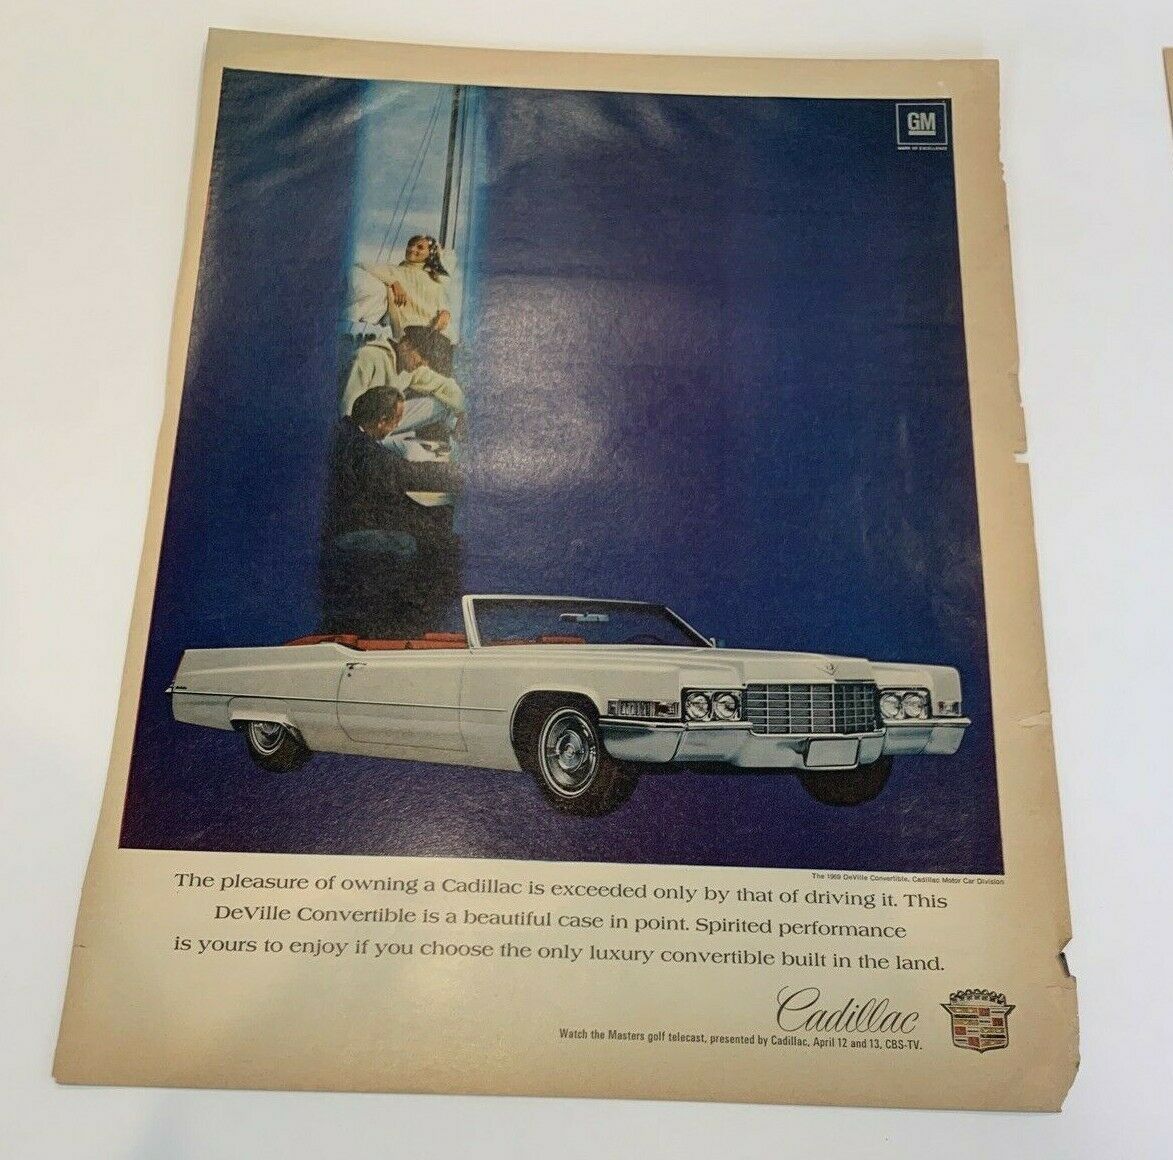 GM
MARK OF EXCELLENCE
The 1969 DeVille Convertible, Cadillac Motor Car Division
The pleasure of owning a Cadillac is exceeded only by that of driving it. This
DeVille Convertible is a beautiful case in point. Spirited performance
is yours to enjoy if you choose the only luxury convertible built in the land.
Cadillac
Watch the Masters golf telecast, presented by Cadillac, April 12 and 13, CBS-TV.